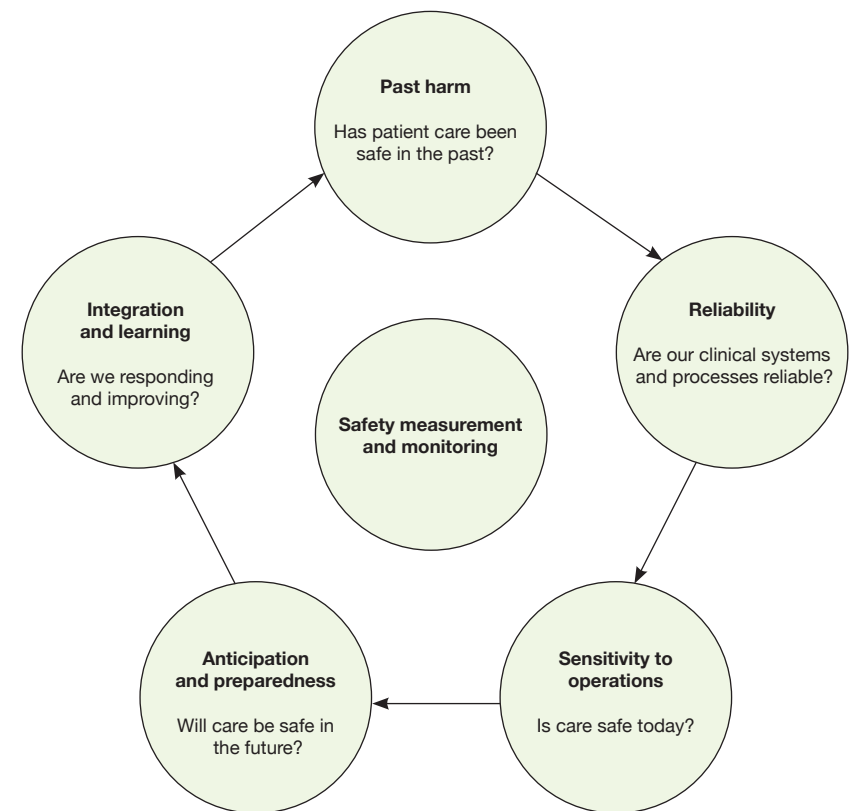 Past harm
Has patient care been
safe in the past?
Reliability
Are our clinical systems
and processes reliable?
Sensitivity to
operations
Is care safe today?
Anticipation
and preparedness
Will care be safe in
the future?
Integration
and learning
Are we responding
and improving?
Safety measurement
and monitoring